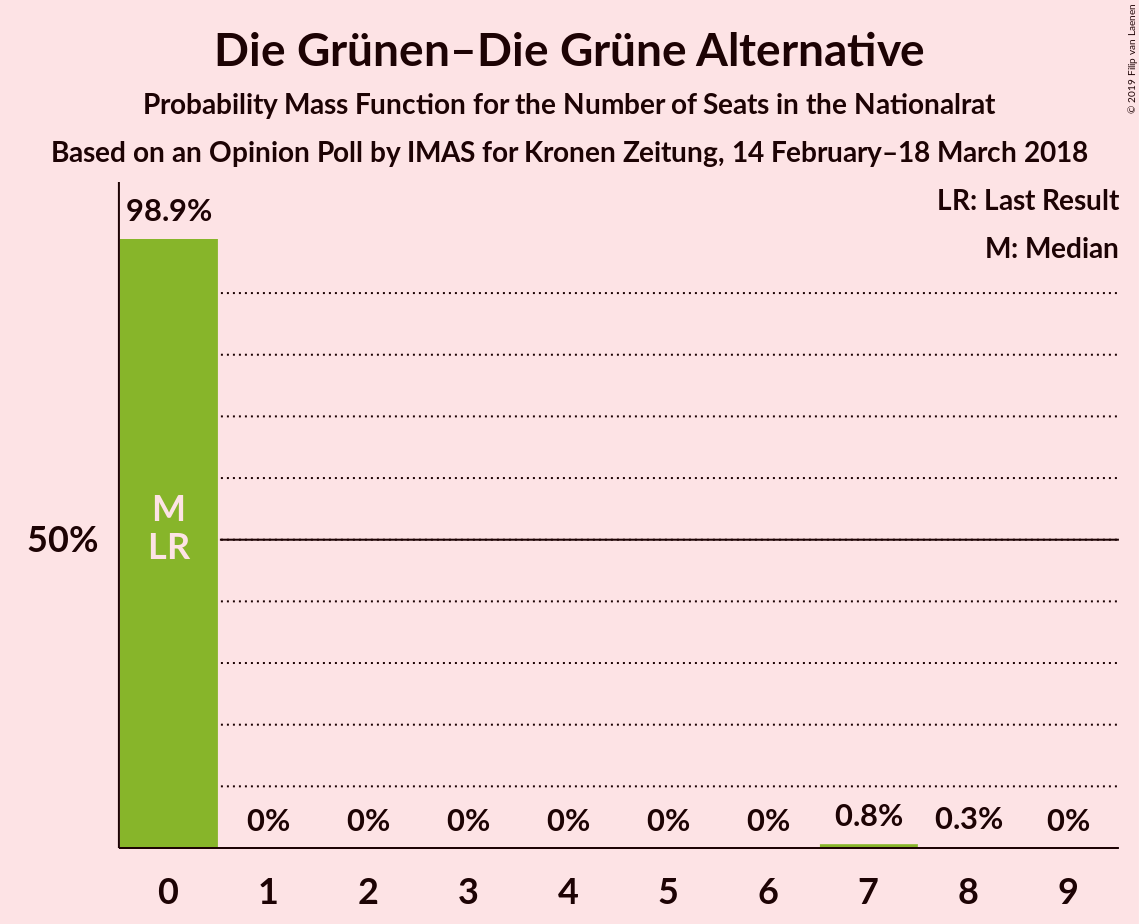 Die Grünen–Die Grüne Alternative
Probability Mass Function for the Number of Seats in the Nationalrat
Based on an Opinion Poll by IMAS for Kronen Zeitung, 14 February–18 March 2018
© 2019 Filip van Laenen
LR: Last Result
M: Median
98.9%
M
LR
50%
0% 0% 0% 0% 0% 0% 0.8% 0.3% 0%
0 1 2 3 4 5 6 7 8 9